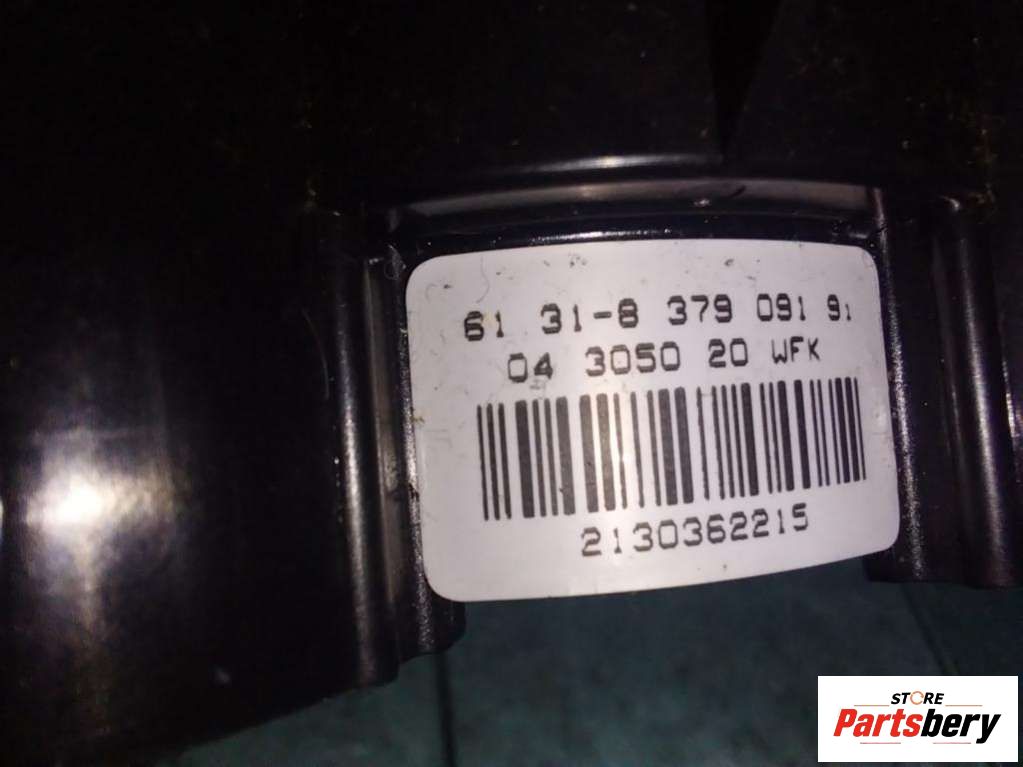 61 31-8 379 091 91
04 3050 20 WFK
2130362215
STORE
Partsbery